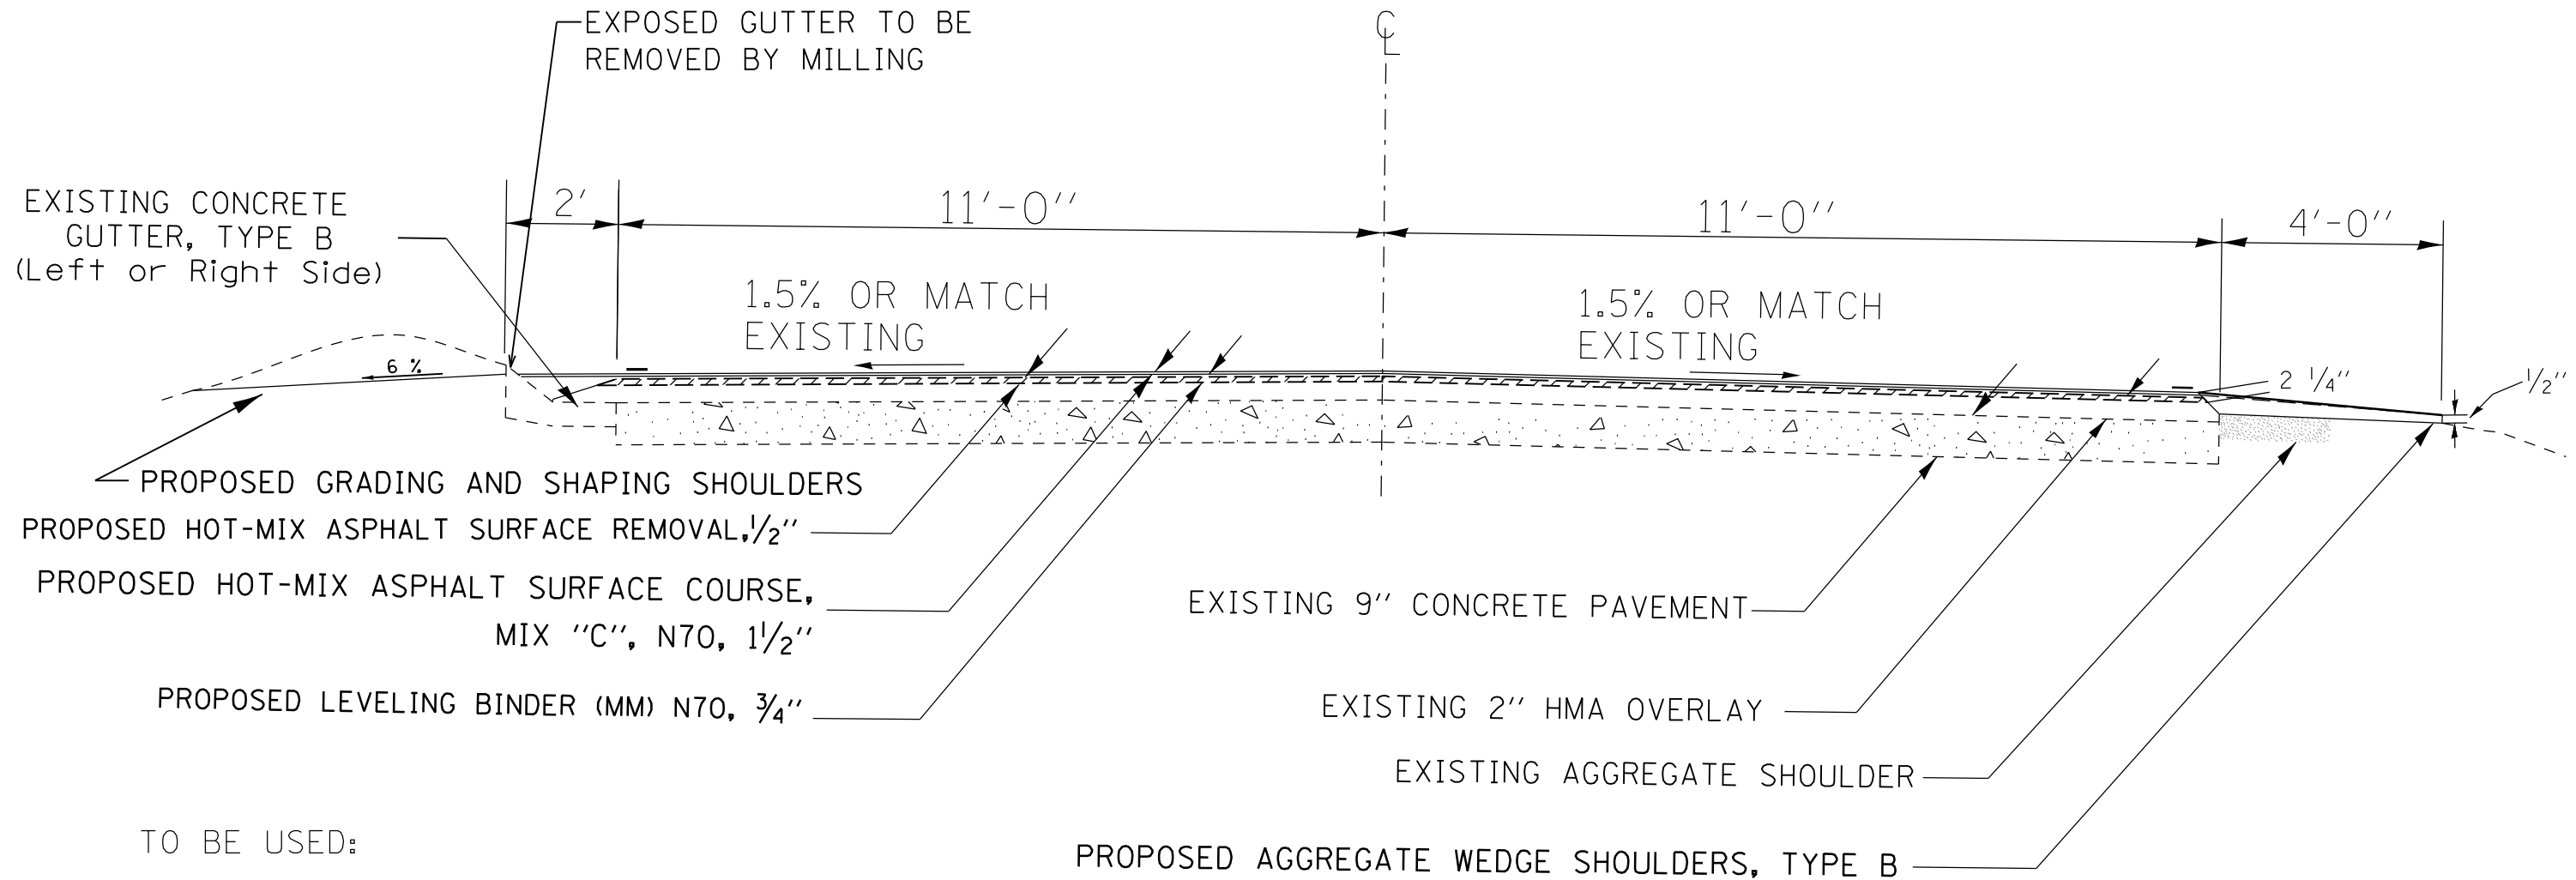 EXPOSED GUTTER TO BE
REMOVED BY MILLING
℄
EXISTING CONCRETE
GUTTER, TYPE B
(Left or Right Side)
2'
11'-0"
11'-0"
4'-0"
1.5% OR MATCH
EXISTING
1.5% OR MATCH
EXISTING
6 %
2 1/4"
1/2"
PROPOSED GRADING AND SHAPING SHOULDERS
PROPOSED HOT-MIX ASPHALT SURFACE REMOVAL, 1/2"
PROPOSED HOT-MIX ASPHALT SURFACE COURSE,
MIX "C", N70, 1 1/2"
PROPOSED LEVELING BINDER (MM) N70, 3/4"
EXISTING 9" CONCRETE PAVEMENT
EXISTING 2" HMA OVERLAY
EXISTING AGGREGATE SHOULDER
PROPOSED AGGREGATE WEDGE SHOULDERS, TYPE B
TO BE USED: